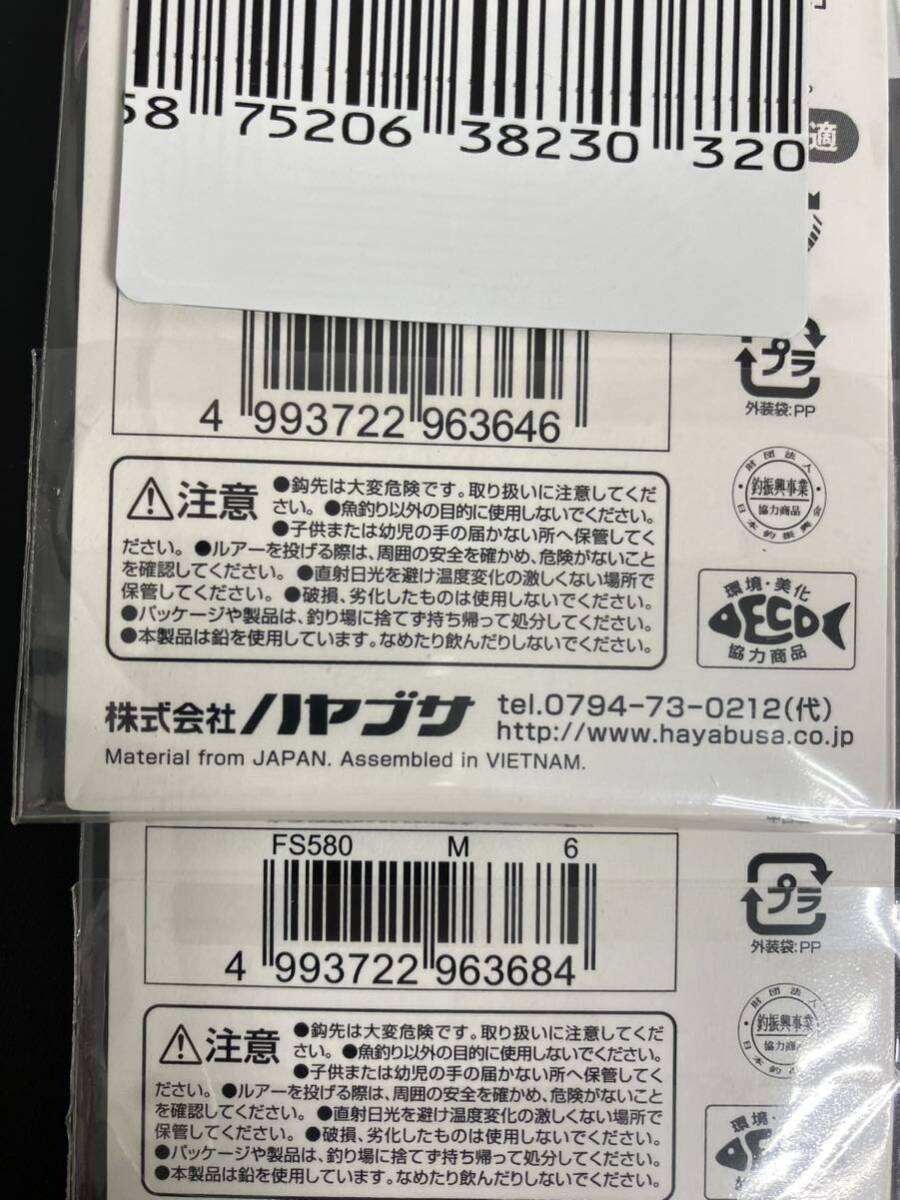 58 75206 38230 320
適
プラ
外装袋:PP
4 993722 963646
財団法人
釣振興事業
協力商品
日本釣振興会
注意 ●鈎先は大変危険です。取り扱いに注意してくだ
さい。●魚釣り以外の目的に使用しないでください。
●子供または幼児の手の届かない所へ保管してく
ださい。●ルアーを投げる際は、周囲の安全を確かめ、危険がないこと
を確認してください。●直射日光を避け温度変化の激しくない場所で
保管してください。●破損、劣化したものは使用しないでください。
●パッケージや製品は、釣り場に捨てず持ち帰って処分してください。
●本製品は鉛を使用しています。なめたり飲んだりしないでください。
環境・美化
ECO
協力商品
株式会社ハヤブサ tel.0794-73-0212(代)
http://www.hayabusa.co.jp
Material from JAPAN. Assembled in VIETNAM.
FS580 M 6
4 993722 963684
プラ
外装袋:PP
財団法人
釣振興事業
協力商
日本釣
注意 ●鈎先は大変危険です。取り扱いに注意してくだ
さい。●魚釣り以外の目的に使用しないでください。
●子供または幼児の手の届かない所へ保管してく
ださい。●ルアーを投げる際は、周囲の安全を確かめ、危険がないこと
を確認してください。●直射日光を避け温度変化の激しくない場所で
保管してください。●破損、劣化したものは使用しないでください。
●パッケージや製品は、釣り場に捨てず持ち帰って処分してください。
●本製品は鉛を使用しています。なめたり飲んだりしないでください。
環境・美